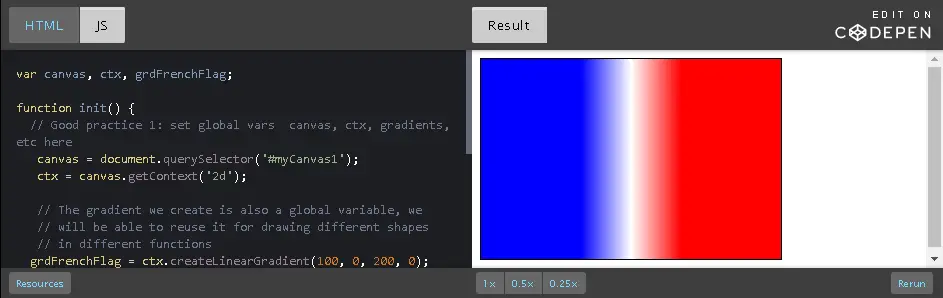 HTML JS Result EDIT ON
CODEPEN
var canvas, ctx, grdFrenchFlag;
function init() {
// Good practice 1: set global vars canvas, ctx, gradients,
etc here
canvas = document.querySelector('#myCanvas1');
ctx = canvas.getContext('2d');
// The gradient we create is also a global variable, we
// will be able to reuse it for drawing different shapes
// in different functions
grdFrenchFlag = ctx.createLinearGradient(100, 0, 200, 0);
Resources 1x 0.5x 0.25x Rerun